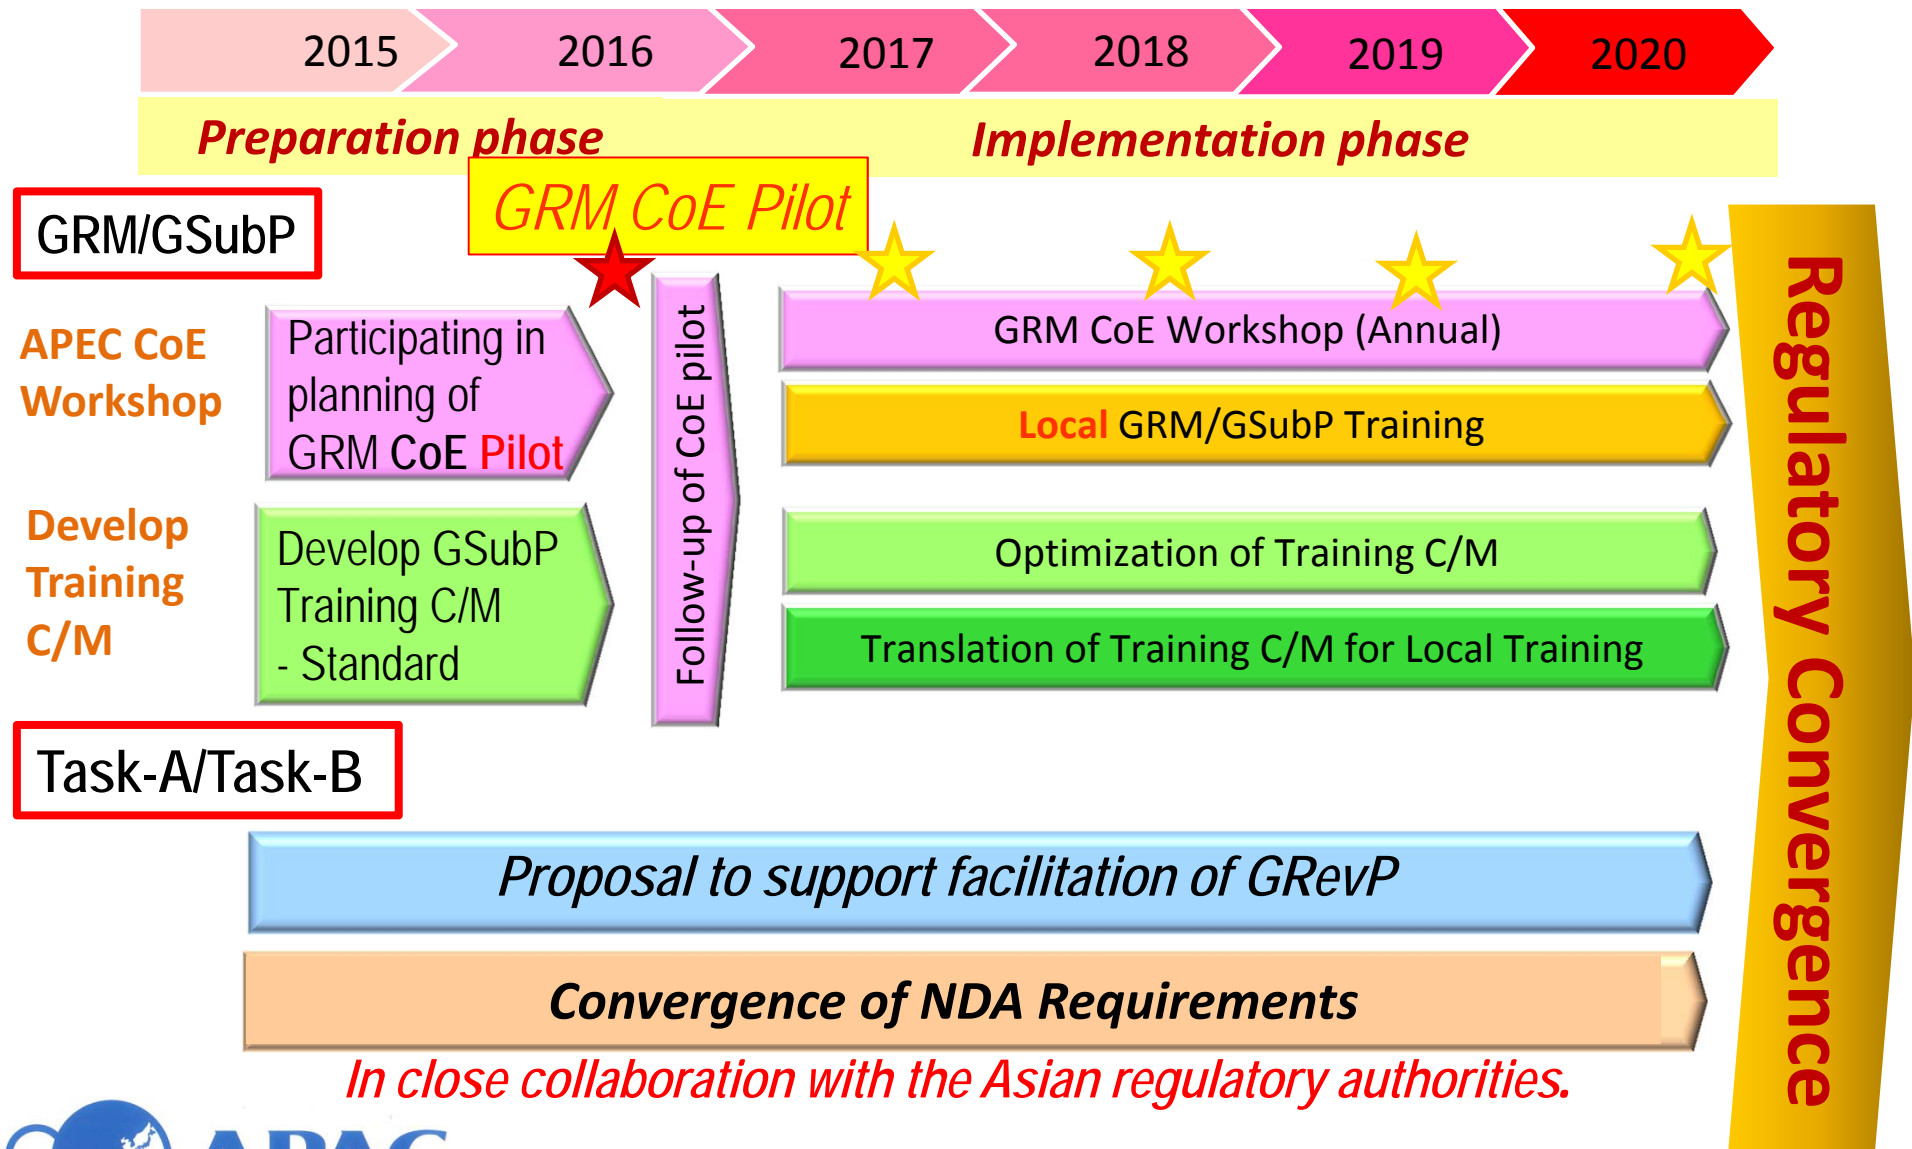 2015 2016 2017 2018 2019 2020
Preparation phase
Implementation phase
GRM CoE Pilot
GRM/GSubP
APEC CoE
Workshop
Participating in
planning of
GRM CoE Pilot
Follow-up of CoE pilot
GRM CoE Workshop (Annual)
Local GRM/GSubP Training
Develop
Training
C/M
Develop GSubP
Training C/M
- Standard
Optimization of Training C/M
Translation of Training C/M for Local Training
Task-A/Task-B
Proposal to support facilitation of GRevP
Convergence of NDA Requirements
In close collaboration with the Asian regulatory authorities.
Regulatory Convergence
APAC